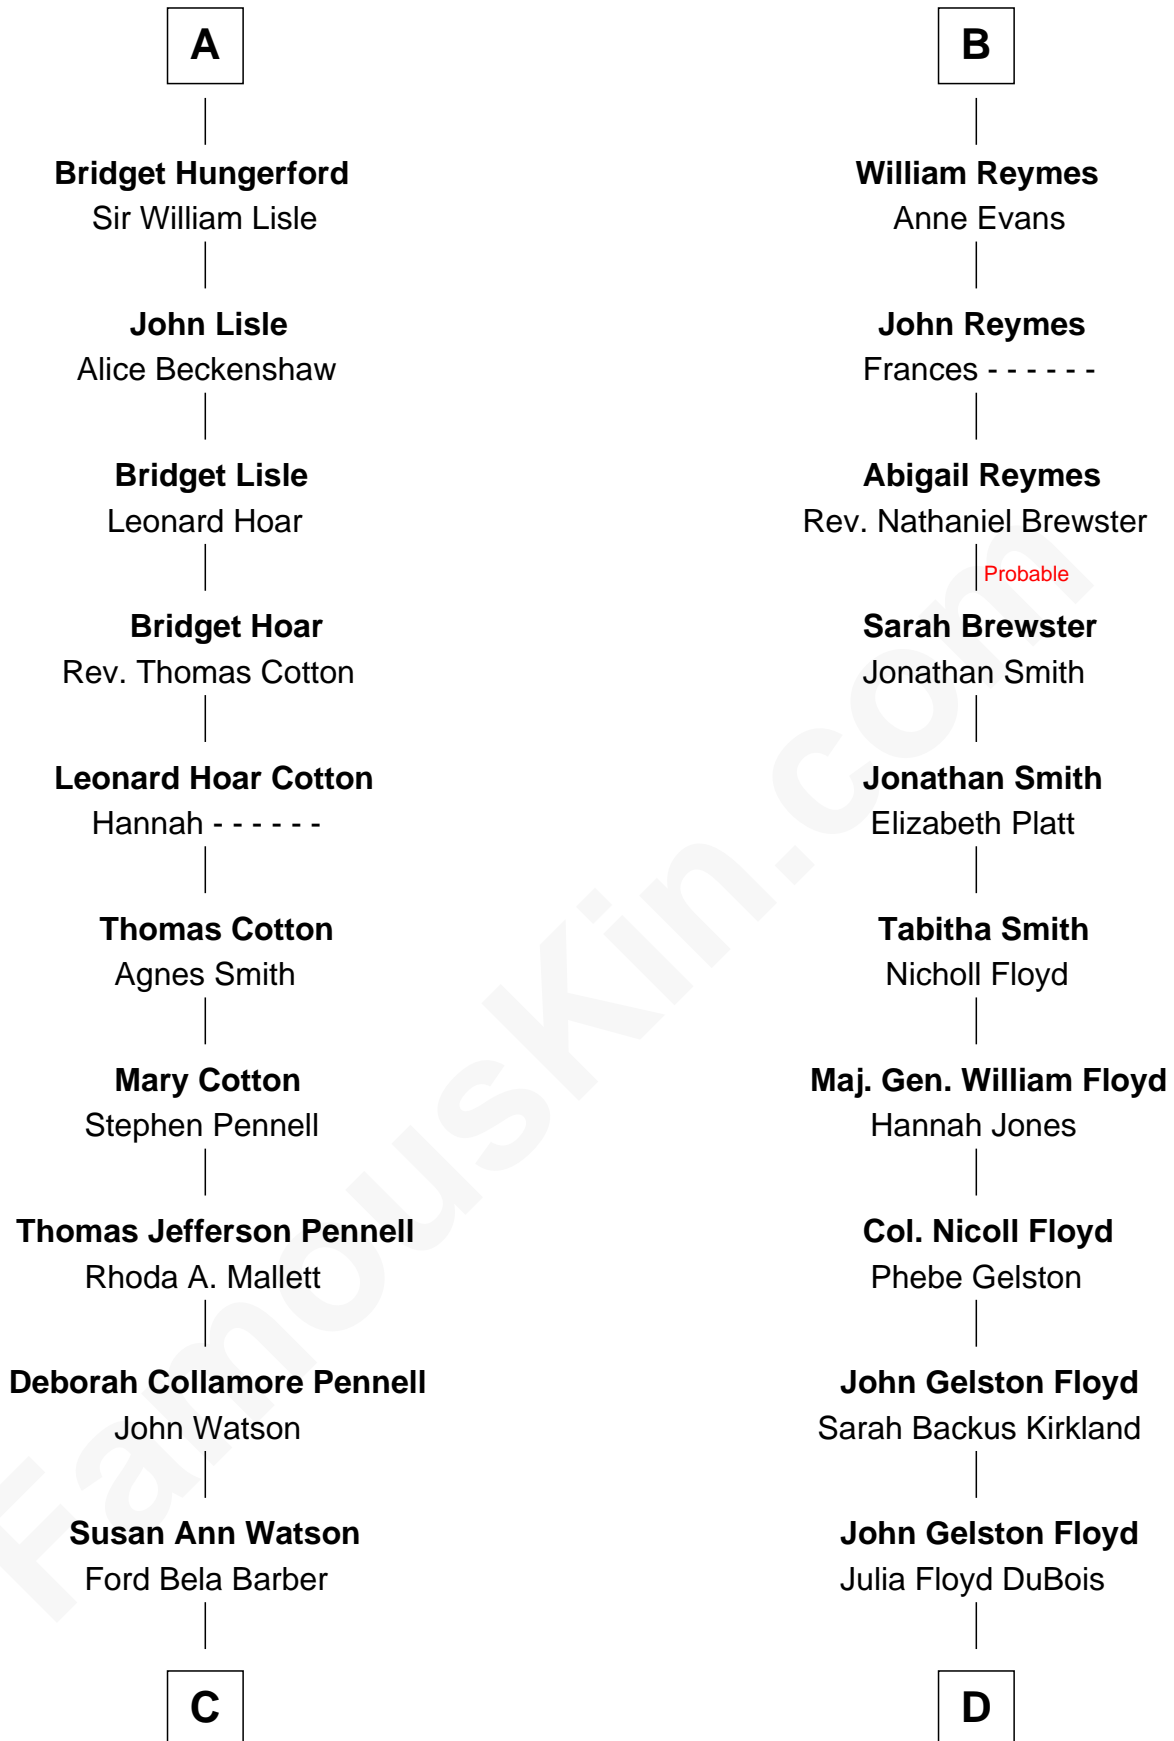 A
Bridget Hungerford
Sir William Lisle
John Lisle
Alice Beckenshaw
Bridget Lisle
Leonard Hoar
Bridget Hoar
Rev. Thomas Cotton
Leonard Hoar Cotton
Hannah - - - - - -
Thomas Cotton
Agnes Smith
Mary Cotton
Stephen Pennell
Thomas Jefferson Pennell
Rhoda A. Mallett
Deborah Collamore Pennell
John Watson
Susan Ann Watson
Ford Bela Barber
C
B
William Reymes
Anne Evans
John Reymes
Frances - - - - - -
Abigail Reymes
Rev. Nathaniel Brewster
Probable
Sarah Brewster
Jonathan Smith
Jonathan Smith
Elizabeth Platt
Tabitha Smith
Nicholl Floyd
Maj. Gen. William Floyd
Hannah Jones
Col. Nicoll Floyd
Phebe Gelston
John Gelston Floyd
Sarah Backus Kirkland
John Gelston Floyd
Julia Floyd DuBois
D
FamousKin.com